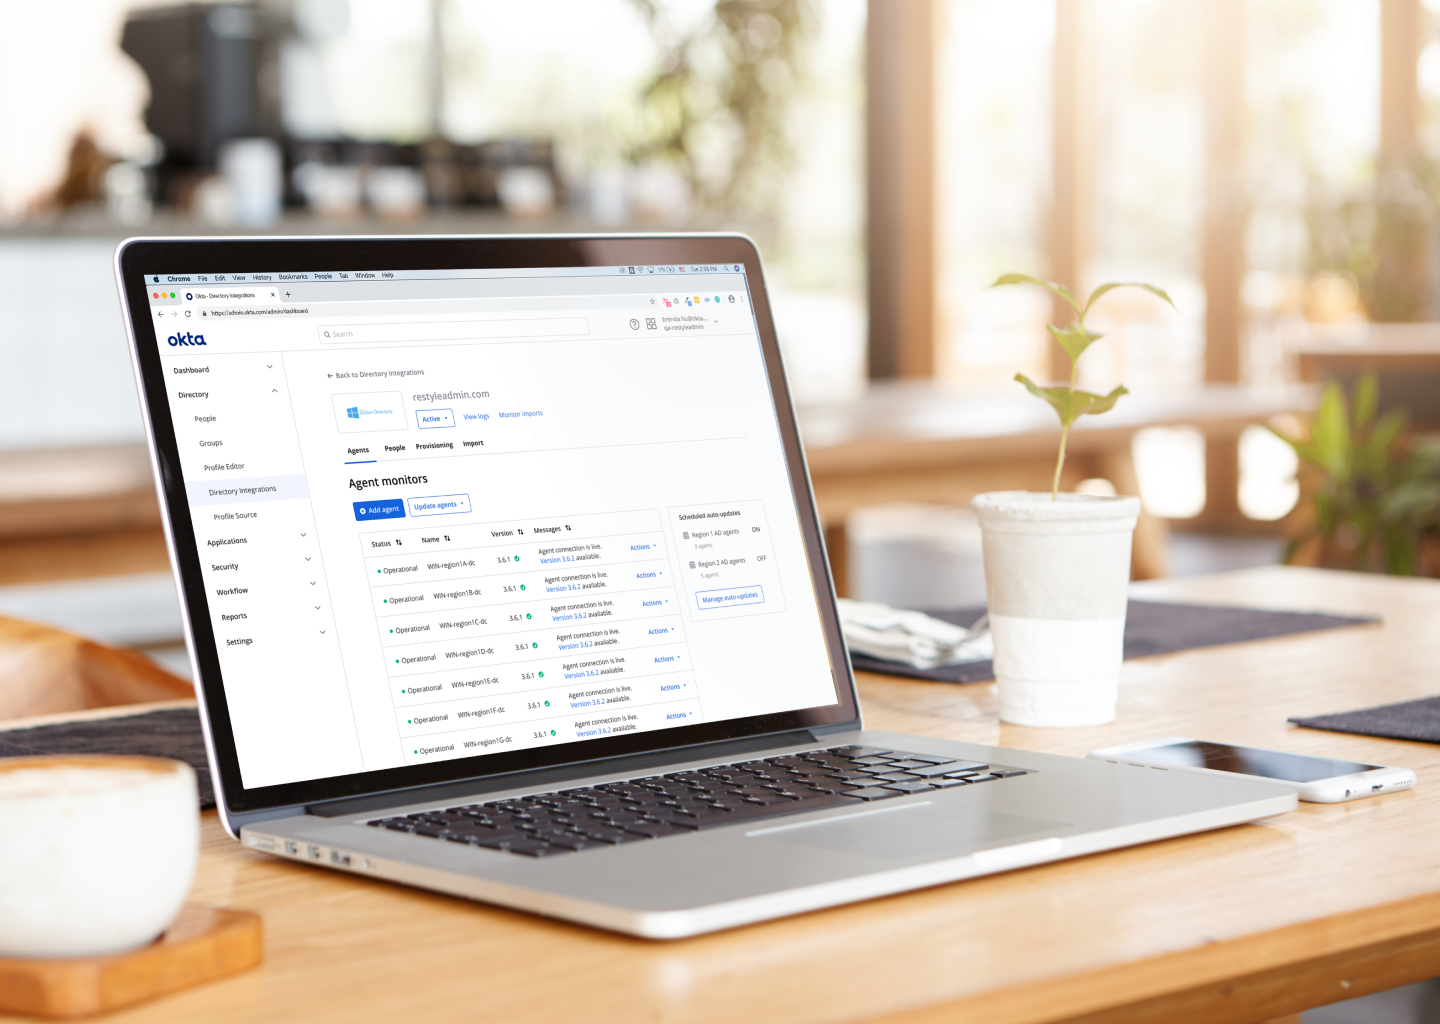 Chrome File Edit View History Bookmarks People Tab Window Help
Tue 2:58 PM
Okta - Directory Integrations
https://admin.okta.com/admin/dashboard
okta
Search
brenda.hu@okta....
qa-restyleadmin
Dashboard
Directory
People
Groups
Profile Editor
Directory Integrations
Profile Source
Applications
Security
Workflow
Reports
Settings
Back to Directory Integrations
Active Directory
restyleadmin.com
Active
View logs
Monitor imports
Agents People Provisioning Import
Agent monitors
Add agent
Update agents
Status Name Version Messages
Operational WIN-region1A-dc 3.6.1 Agent connection is live. Actions
Version 3.6.2 available.
Operational WIN-region1B-dc 3.6.1 Agent connection is live. Actions
Version 3.6.2 available.
Operational WIN-region1C-dc 3.6.1 Agent connection is live. Actions
Version 3.6.2 available.
Operational WIN-region1D-dc 3.6.1 Agent connection is live. Actions
Version 3.6.2 available.
Operational WIN-region1E-dc 3.6.1 Agent connection is live. Actions
Version 3.6.2 available.
Operational WIN-region1F-dc 3.6.1 Agent connection is live. Actions
Version 3.6.2 available.
Operational WIN-region1G-dc 3.6.1 Agent connection is live. Actions
Version 3.6.2 available.
Scheduled auto-updates
Region 1 AD agents ON
3 agents
Region 2 AD agents OFF
5 agents
Manage auto-updates